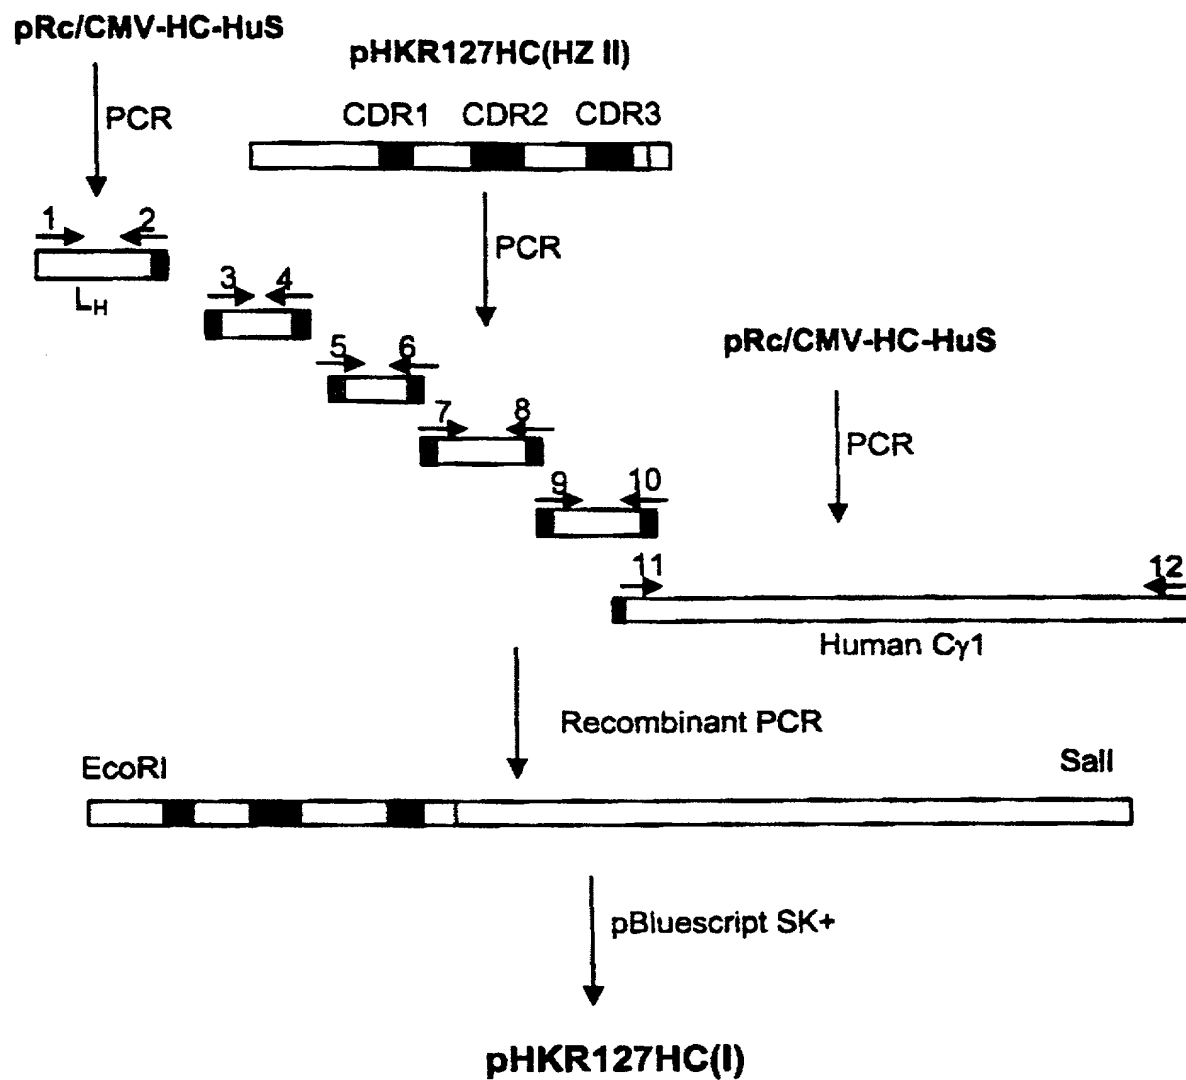 pRc/CMV-HC-HuS
pHKR127HC(HZ II)
PCR
CDR1 CDR2 CDR3
1 2
PCR
L_H
3 4
5 6
pRc/CMV-HC-HuS
7 8
PCR
9 10
11 12
Human Cγ1
Recombinant PCR
EcoRI SalI
pBluescript SK+
pHKR127HC(I)